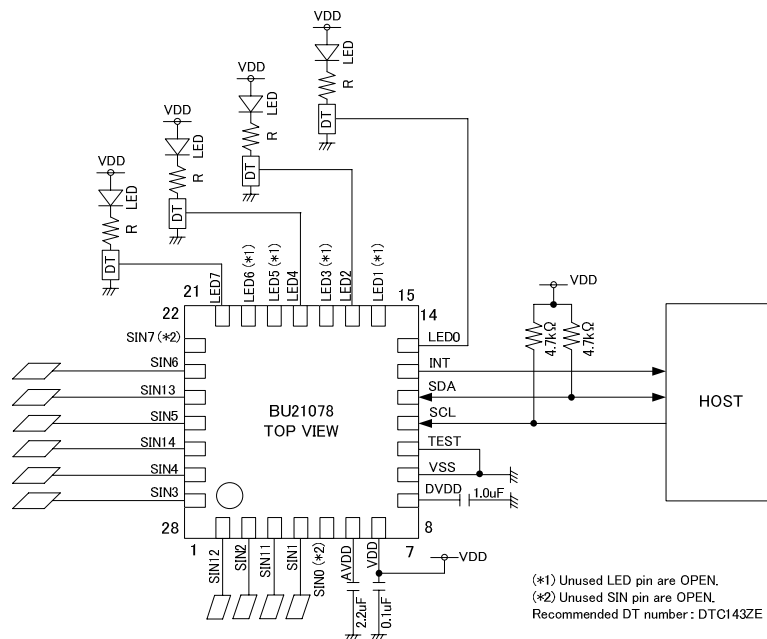 VDD
LED
R
DT
VDD
LED
R
DT
VDD
LED
R
DT
VDD
LED
R
DT
21
LED7
LED6 (*1)
LED5 (*1)
LED4
LED3 (*1)
LED2
LED1 (*1)
15
22
14
SIN7 (*2)
SIN6
SIN13
SIN5
SIN14
SIN4
SIN3
BU21078
TOP VIEW
LED0
INT
SDA
SCL
TEST
VSS
DVDD
1.0uF
VDD
4.7kΩ
4.7kΩ
HOST
28
8
1
7
SIN12
SIN2
SIN11
SIN1
SIN0 (*2)
AVDD
VDD
VDD
2.2uF
0.1uF
(*1) Unused LED pin are OPEN.
(*2) Unused SIN pin are OPEN.
Recommended DT number : DTC143ZE